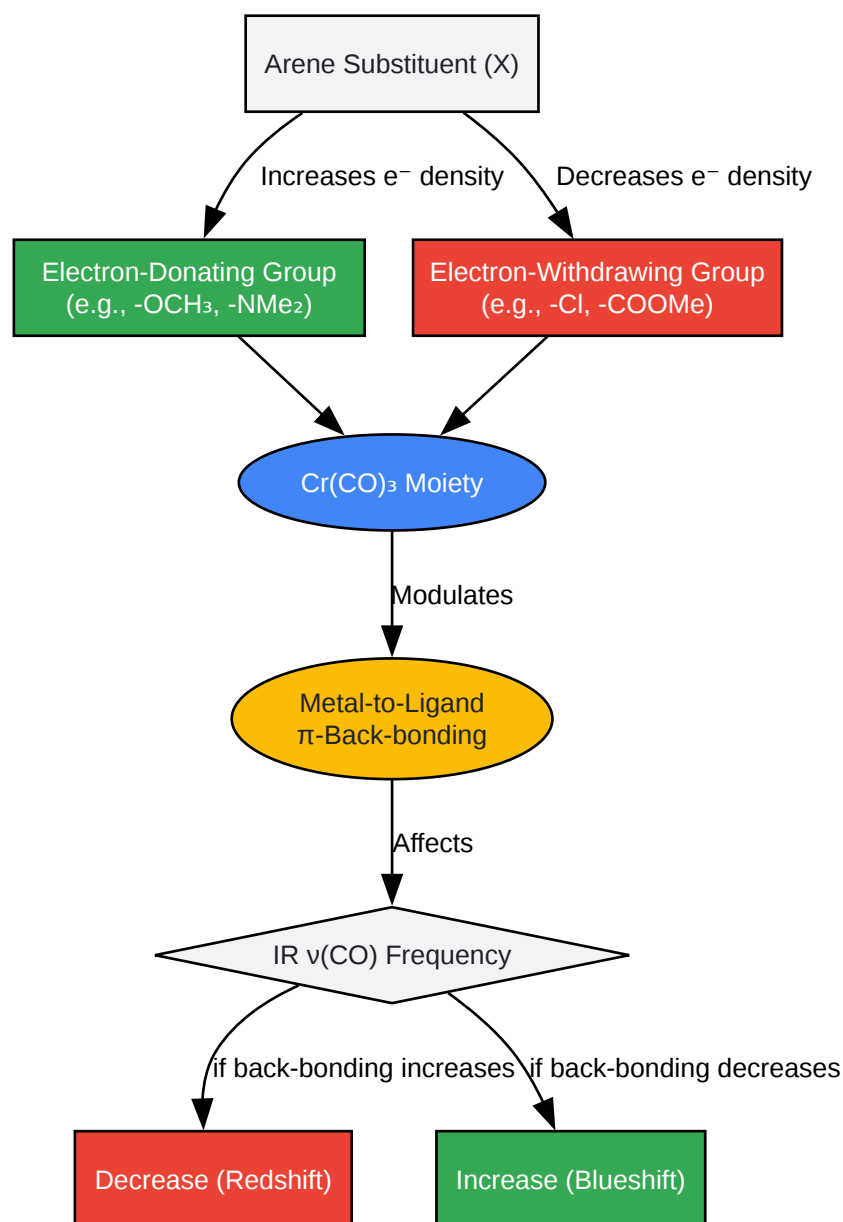 Arene Substituent (X)
Increases e⁻ density
Decreases e⁻ density
Electron-Donating Group
(e.g., -OCH₃, -NMe₂)
Electron-Withdrawing Group
(e.g., -Cl, -COOMe)
Cr(CO)₃ Moiety
Modulates
Metal-to-Ligand
π-Back-bonding
Affects
IR ν(CO) Frequency
if back-bonding increases
if back-bonding decreases
Decrease (Redshift)
Increase (Blueshift)